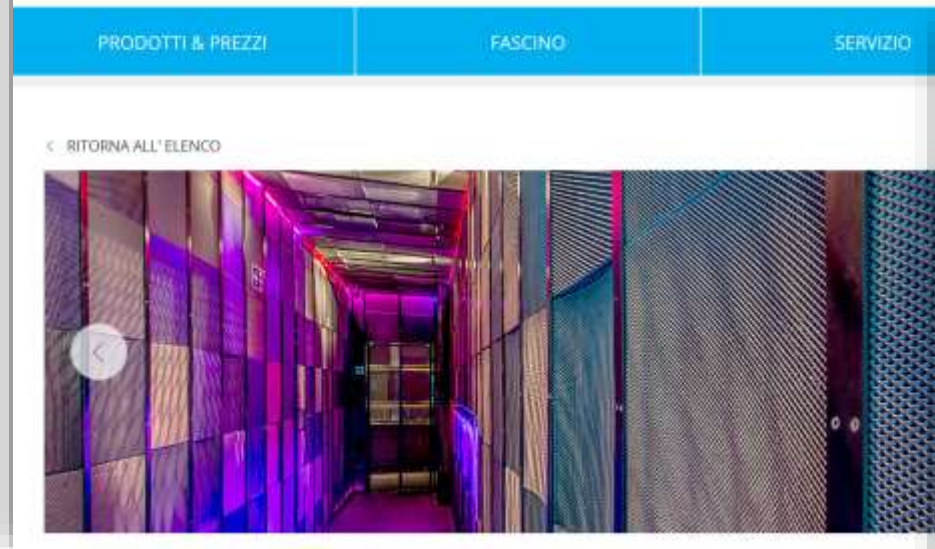 PRODOTTI & PREZZI FASCINO SERVIZIO
< RITORNA ALL' ELENCO